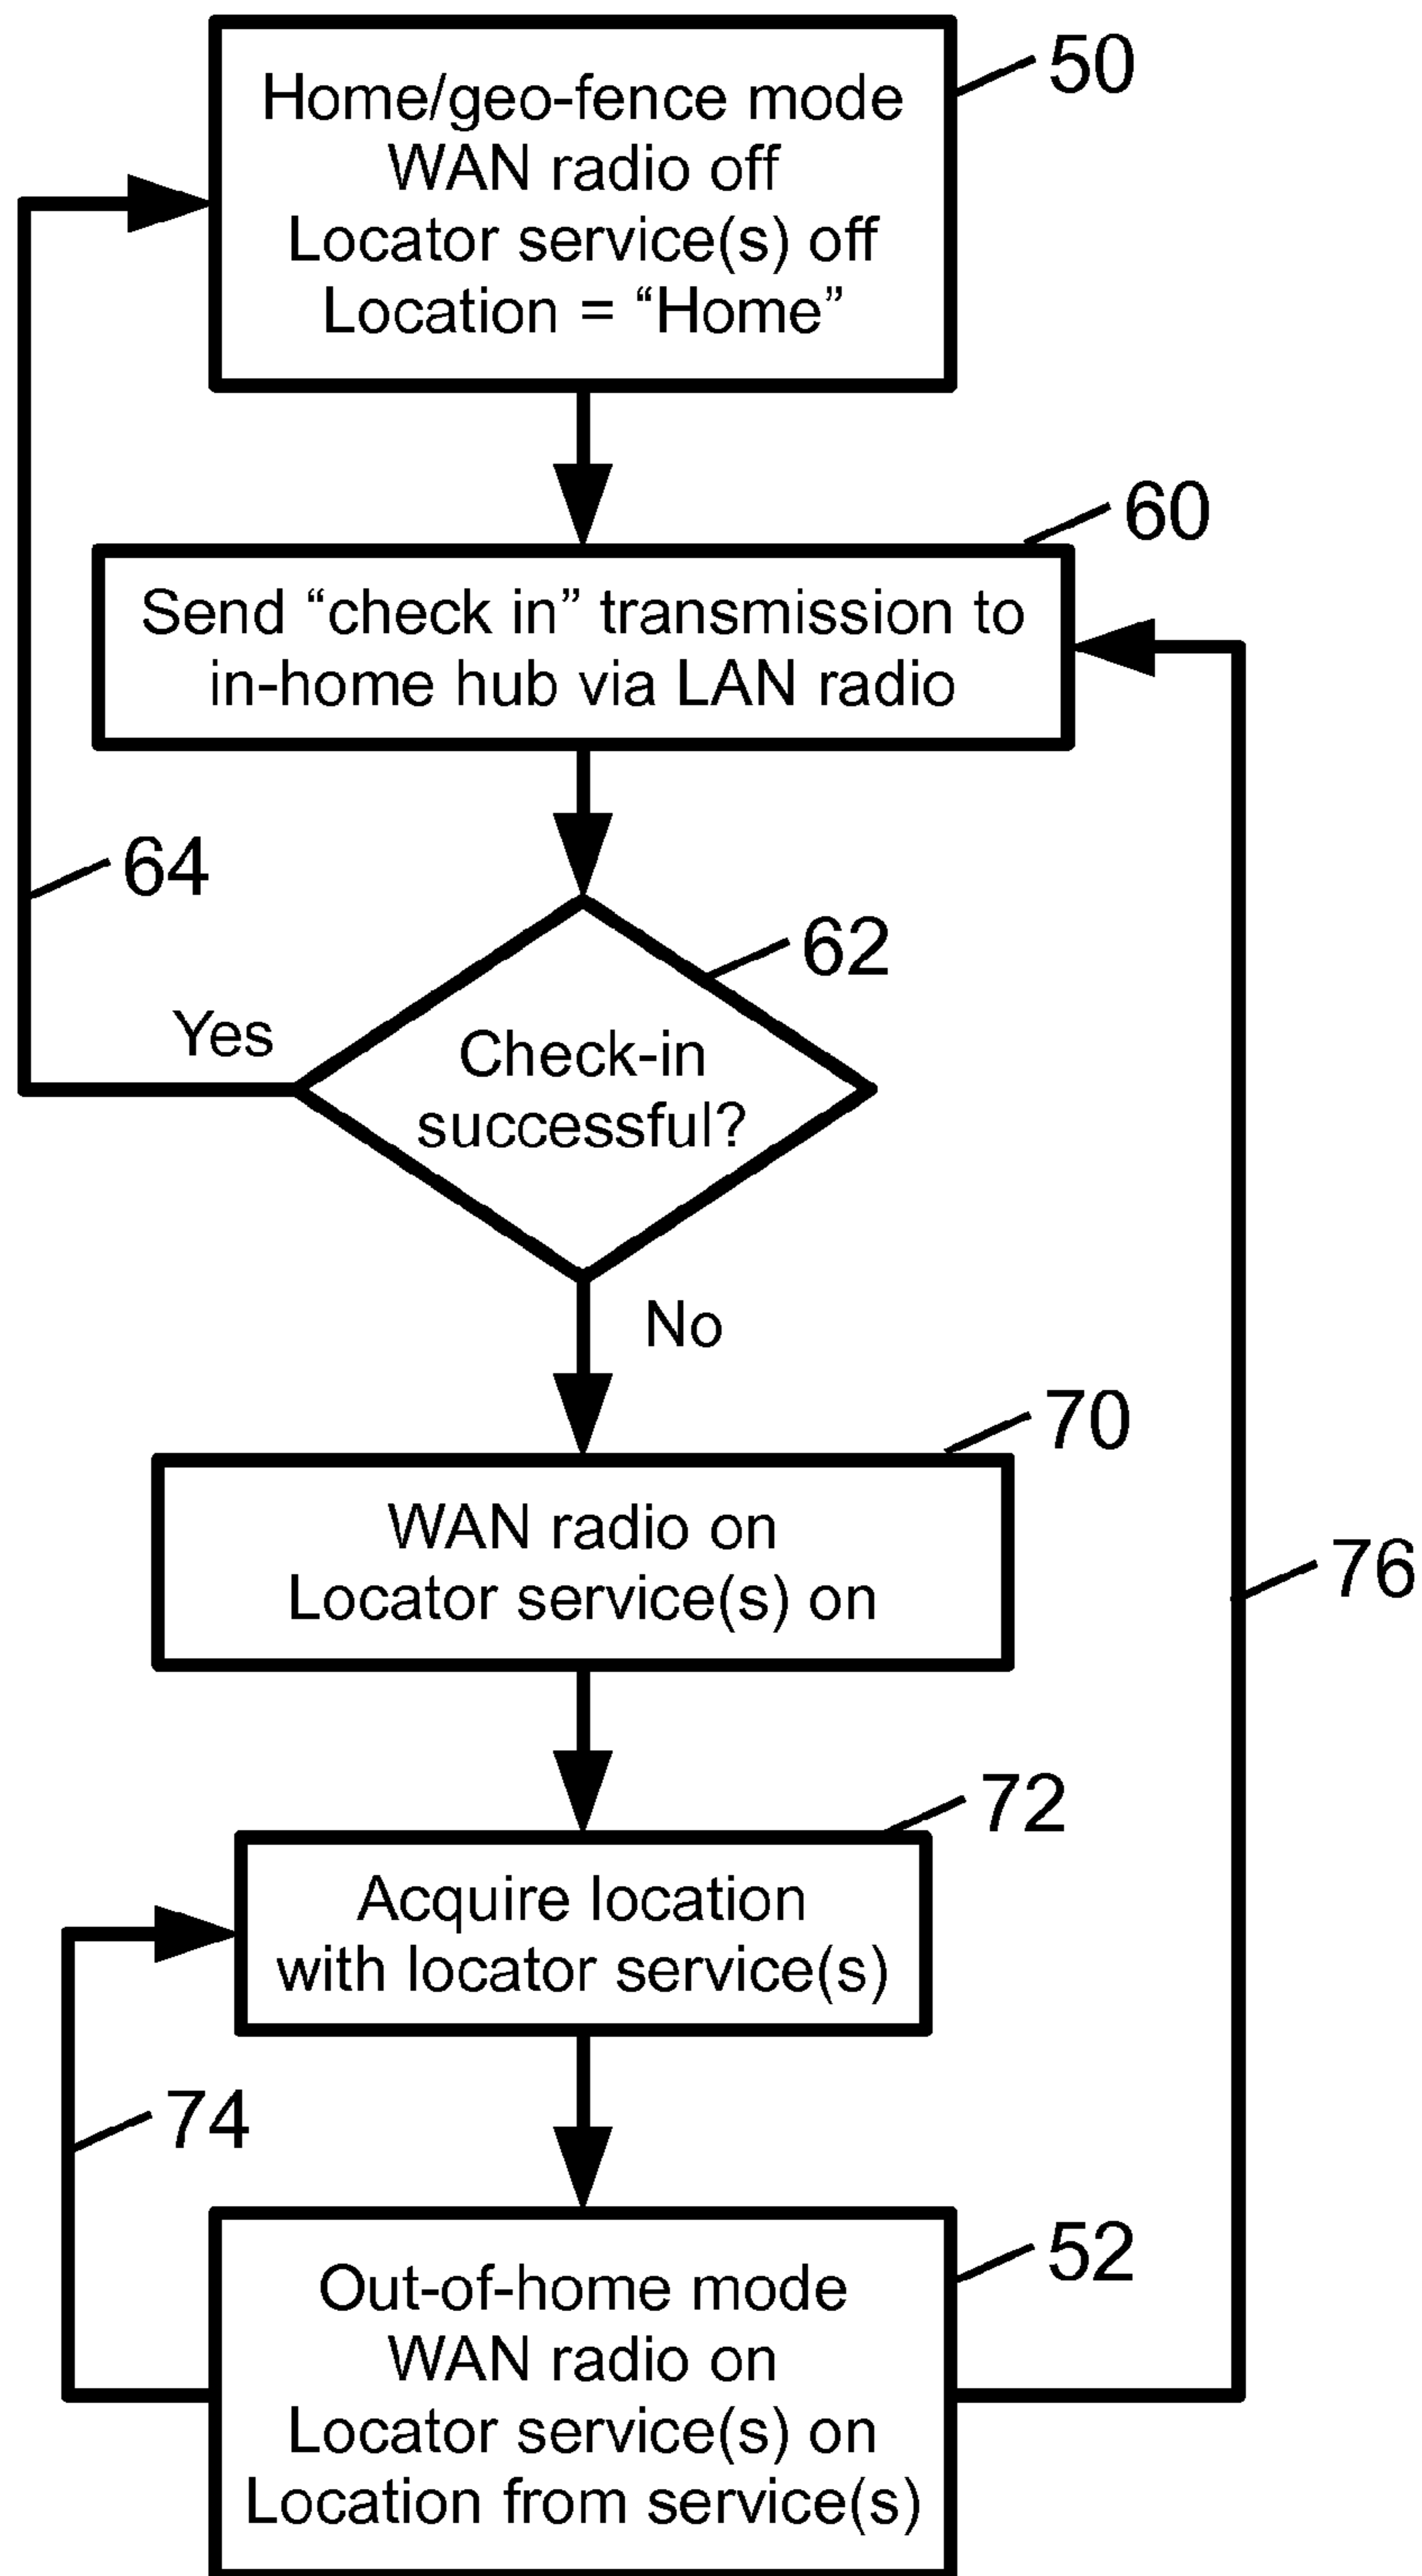 50
Home/geo-fence mode
WAN radio off
Locator service(s) off
Location = “Home”
60
Send “check in” transmission to
in-home hub via LAN radio
64
62
Yes
Check-in
successful?
No
70
WAN radio on
Locator service(s) on
76
72
Acquire location
with locator service(s)
74
52
Out-of-home mode
WAN radio on
Locator service(s) on
Location from service(s)